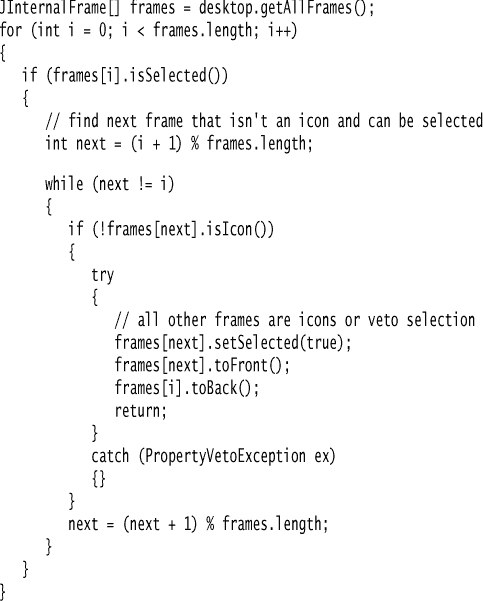 JInternalFrame[] frames = desktop.getAllFrames();
for (int i = 0; i < frames.length; i++)
{
   if (frames[i].isSelected())
   {
      // find next frame that isn't an icon and can be selected
      int next = (i + 1) % frames.length;

      while (next != i)
      {
         if (!frames[next].isIcon())
         {
            try
            {
               // all other frames are icons or veto selection
               frames[next].setSelected(true);
               frames[next].toFront();
               frames[i].toBack();
               return;
            }
            catch (PropertyVetoException ex)
            {}
         }
         next = (next + 1) % frames.length;
      }
   }
}